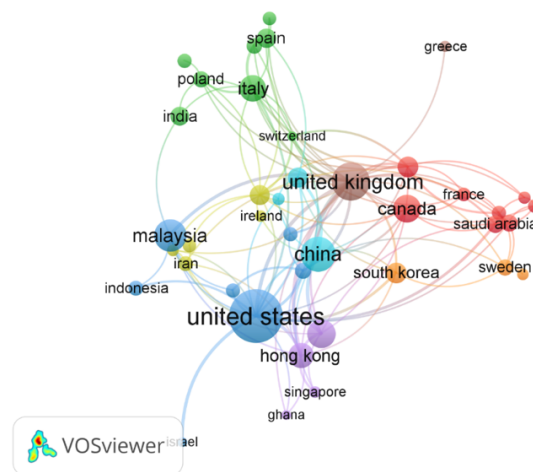 spain
greece
poland
italy
india
switzerland
united kingdom
france
ireland
canada
saudi arabia
malaysia
china
iran
south korea
sweden
indonesia
united states
hong kong
singapore
ghana
israel
VOSviewer